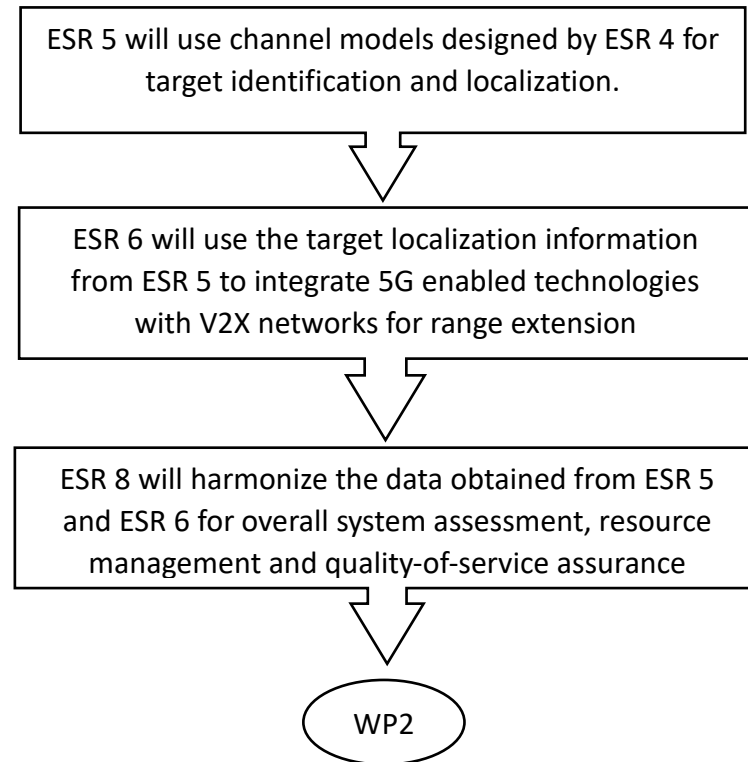 ESR 5 will use channel models designed by ESR 4 for
target identification and localization.
ESR 6 will use the target localization information
from ESR 5 to integrate 5G enabled technologies
with V2X networks for range extension
ESR 8 will harmonize the data obtained from ESR 5
and ESR 6 for overall system assessment, resource
management and quality-of-service assurance
WP2